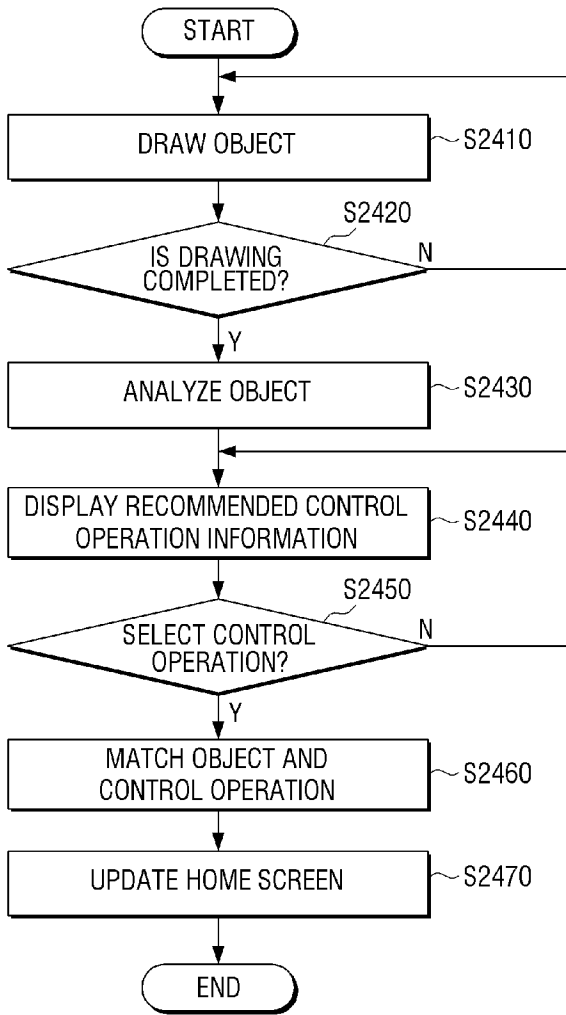 START
DRAW OBJECT
S2410
S2420
IS DRAWING
COMPLETED?
N
Y
ANALYZE OBJECT
S2430
DISPLAY RECOMMENDED CONTROL
OPERATION INFORMATION
S2440
S2450
SELECT CONTROL
OPERATION?
N
Y
MATCH OBJECT AND
CONTROL OPERATION
S2460
UPDATE HOME SCREEN
S2470
END